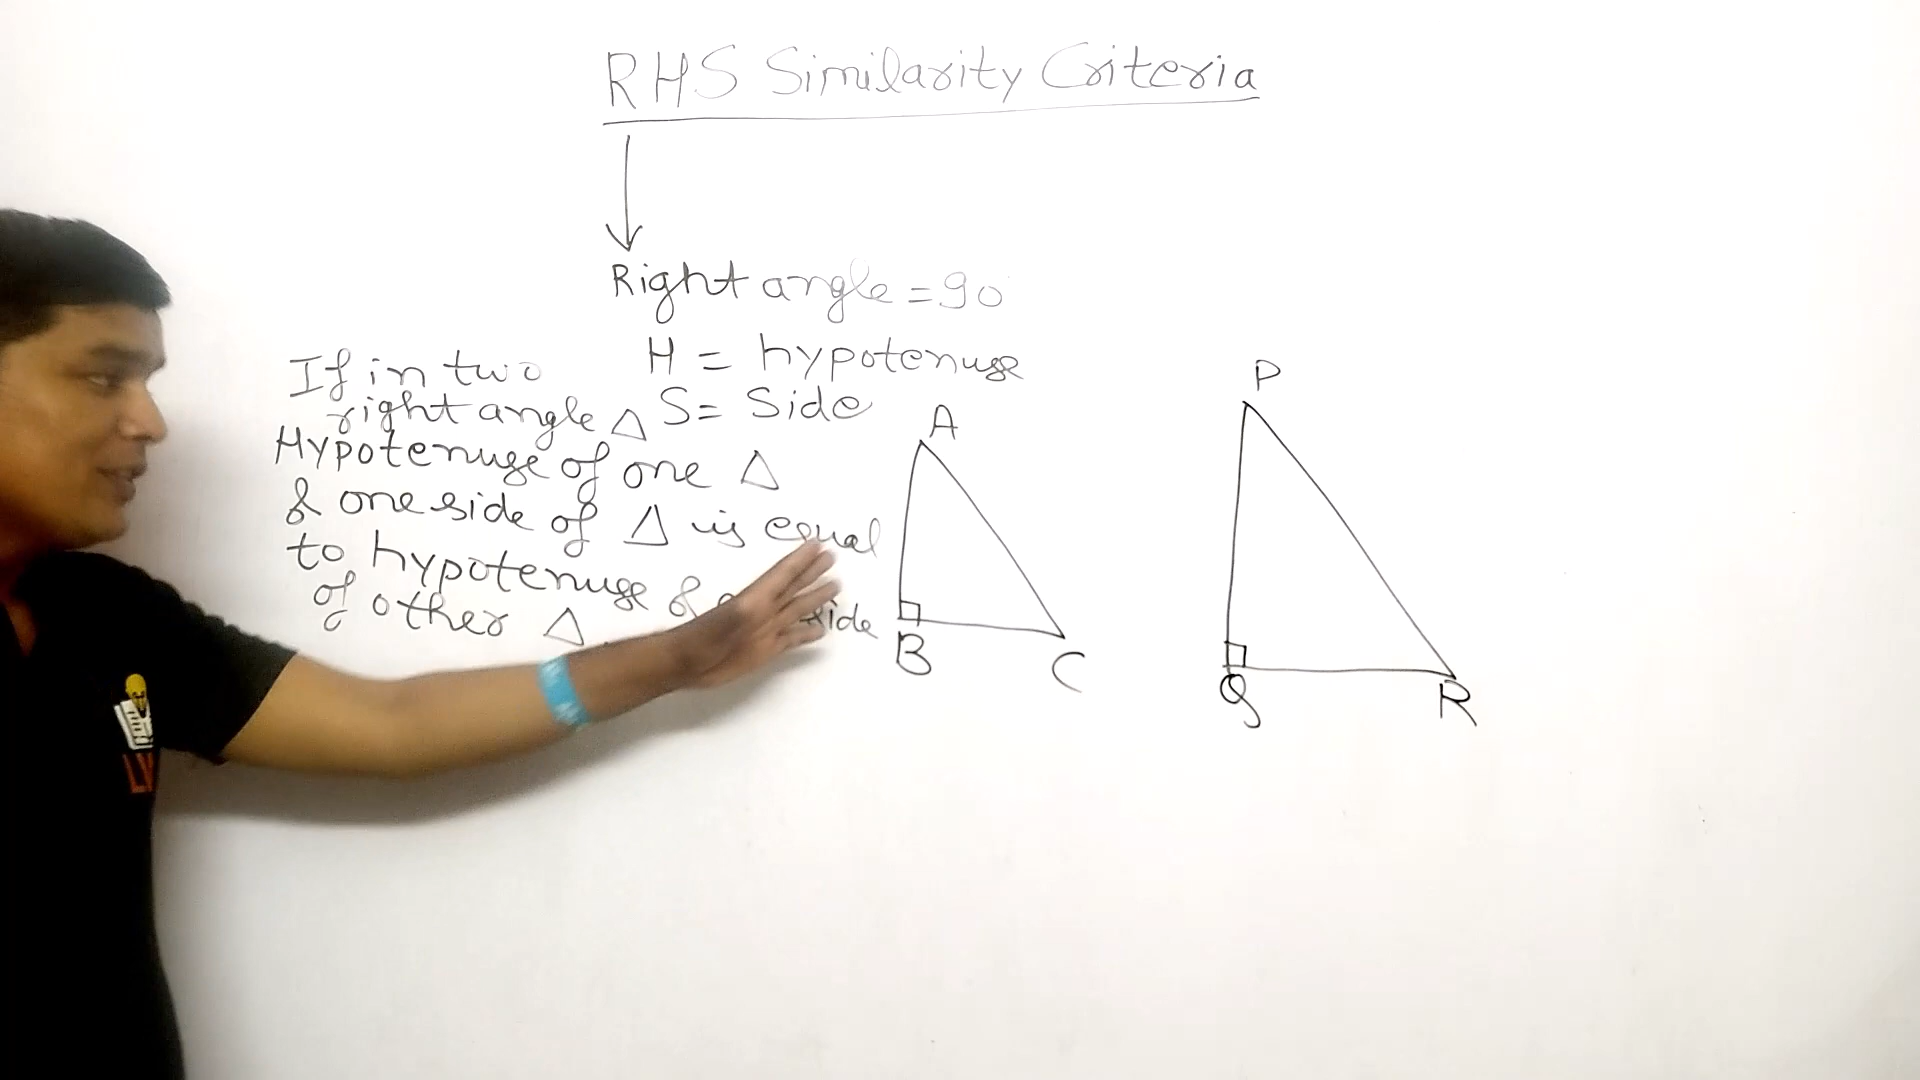 RHS Similarity Criteria
Right angle = 90
H = hypotenuse
S = Side
If in two
right angle △
Hypotenuse of one △
& one side of △ is equal
to hypotenuse & side
of other △
A
B
C
P
Q
R